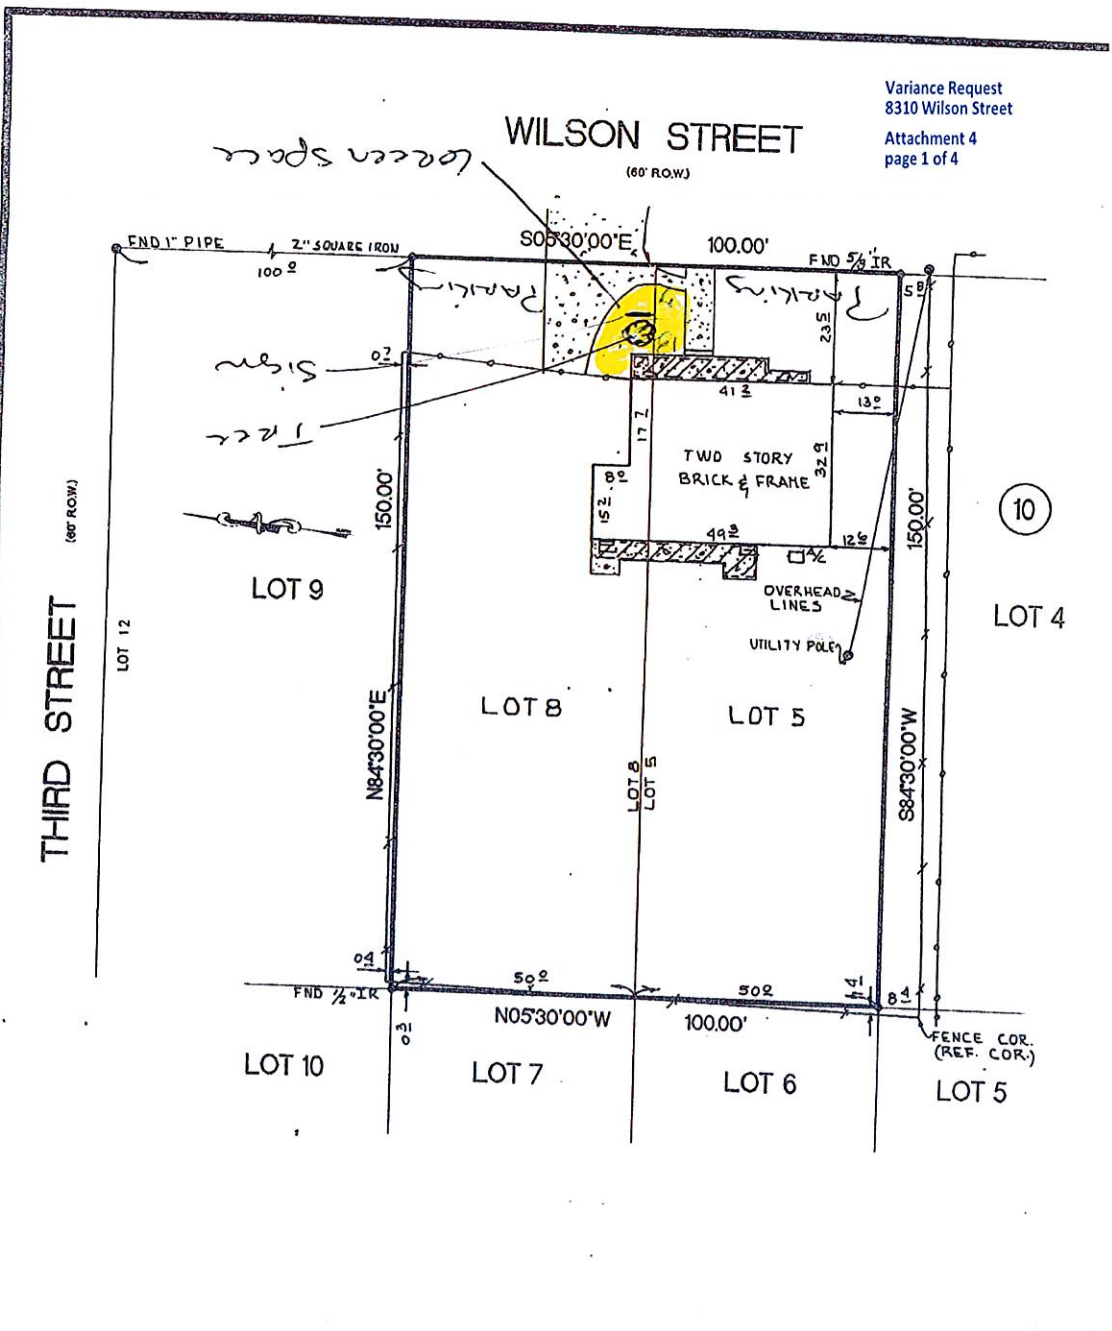 Variance Request
8310 Wilson Street
Attachment 4
page 1 of 4
WILSON STREET
(60' R.O.W.)
Green Space
S05°30'00"E
100.00'
FND 1" PIPE
2" SQUARE IRON
100 0
FND 5/8" IR
Parking
Parking
5 8
23 5
0 2
Sign
Tree
41 3
13 0
17 7
TWO STORY
BRICK & FRAME
32 9
8 0
15 2
49 3
12 6
A/C
150.00'
150.00'
10
THIRD STREET
(60' R.O.W.)
LOT 12
LOT 9
OVERHEAD
LINES
UTILITY POLE
LOT 4
LOT 8
LOT 5
LOT 8
LOT 5
N84°30'00"E
S84°30'00"W
0 4
FND 1/2" IR
50 0
50 0
8 4
0 3
N05°30'00"W
100.00'
FENCE COR.
(REF. COR.)
LOT 10
LOT 7
LOT 6
LOT 5